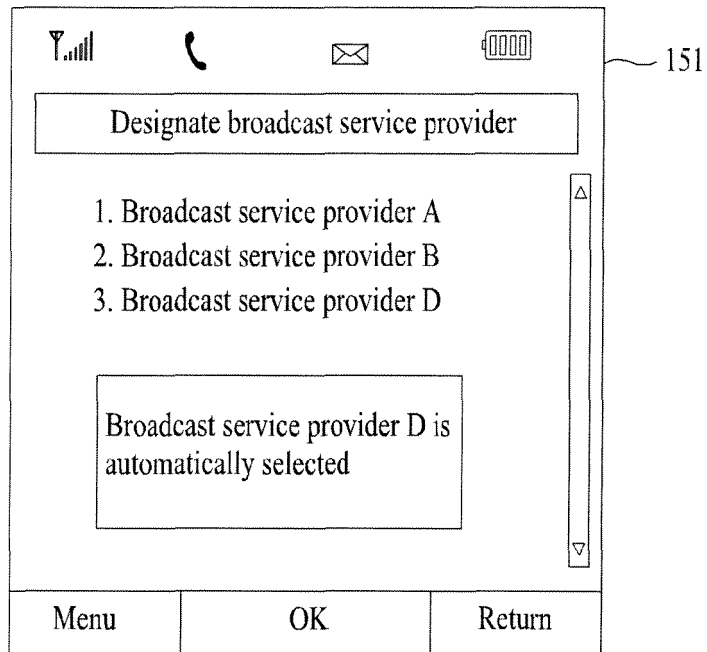 151
Designate broadcast service provider
1. Broadcast service provider A
2. Broadcast service provider B
3. Broadcast service provider D
Broadcast service provider D is
automatically selected
Menu OK Return